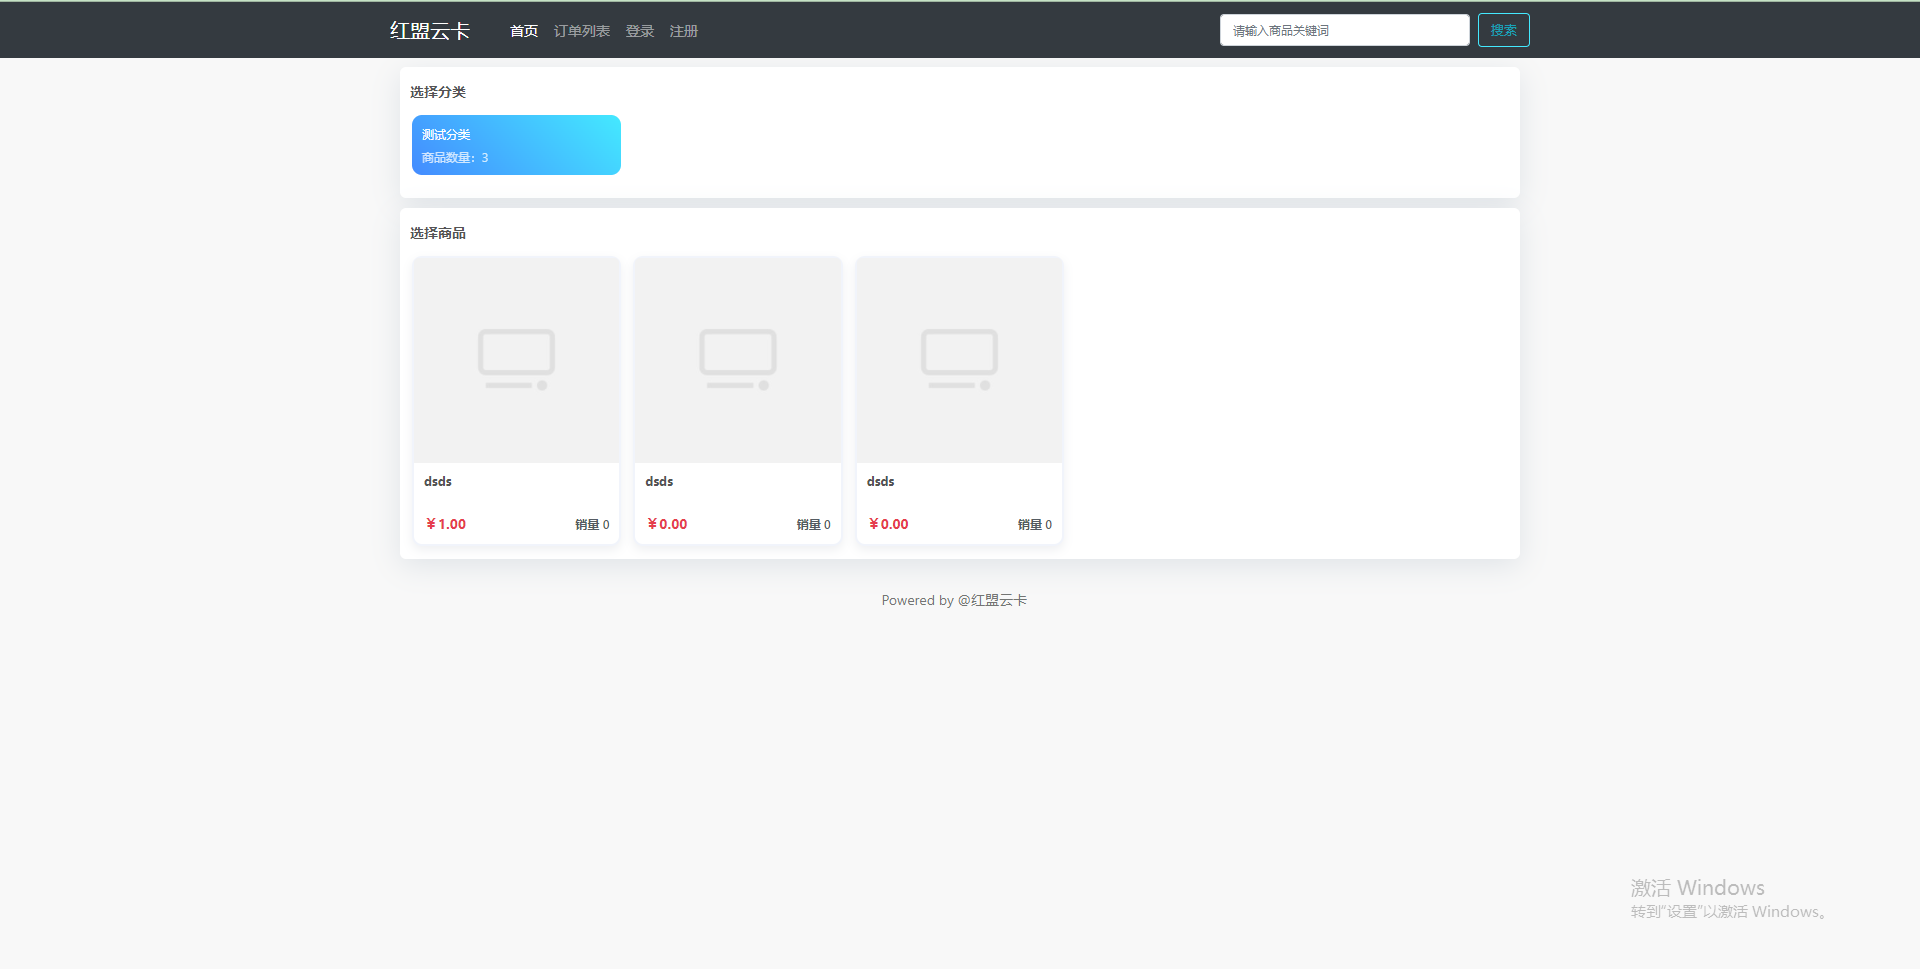 红盟云卡 首页 订单列表 登录 注册 请输入商品关键词 搜索
选择分类
测试分类
商品数量：3
选择商品
dsds dsds dsds
￥1.00 销量 0 ￥0.00 销量 0 ￥0.00 销量 0
Powered by @红盟云卡
激活 Windows
转到“设置”以激活 Windows。